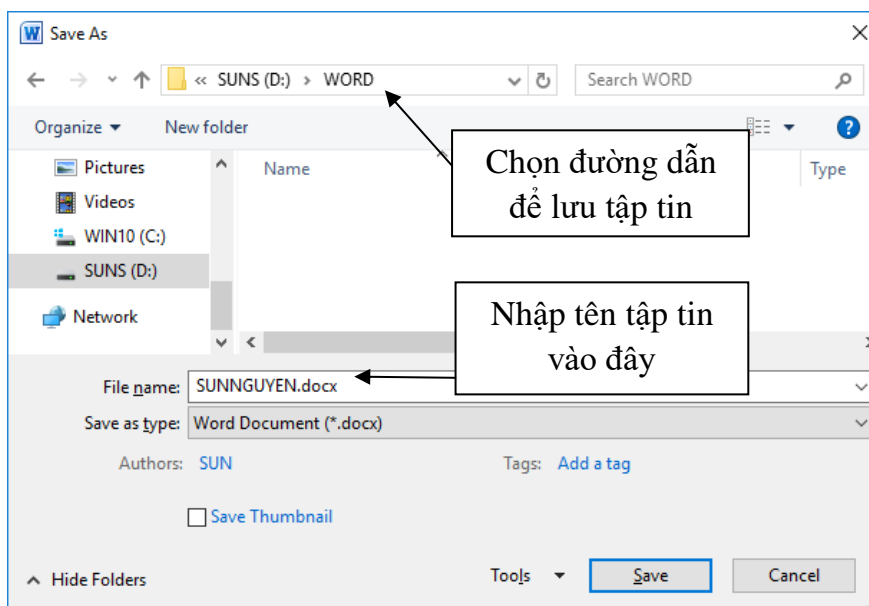 Save As
« SUNS (D:) › WORD
Search WORD
Organize
New folder
Pictures
Name
Type
Chọn đường dẫn
để lưu tập tin
Videos
WIN10 (C:)
SUNS (D:)
Network
Nhập tên tập tin
vào đây
File name: SUNNGUYEN.docx
Save as type: Word Document (*.docx)
Authors: SUN
Tags: Add a tag
Save Thumbnail
Hide Folders
Tools
Save
Cancel